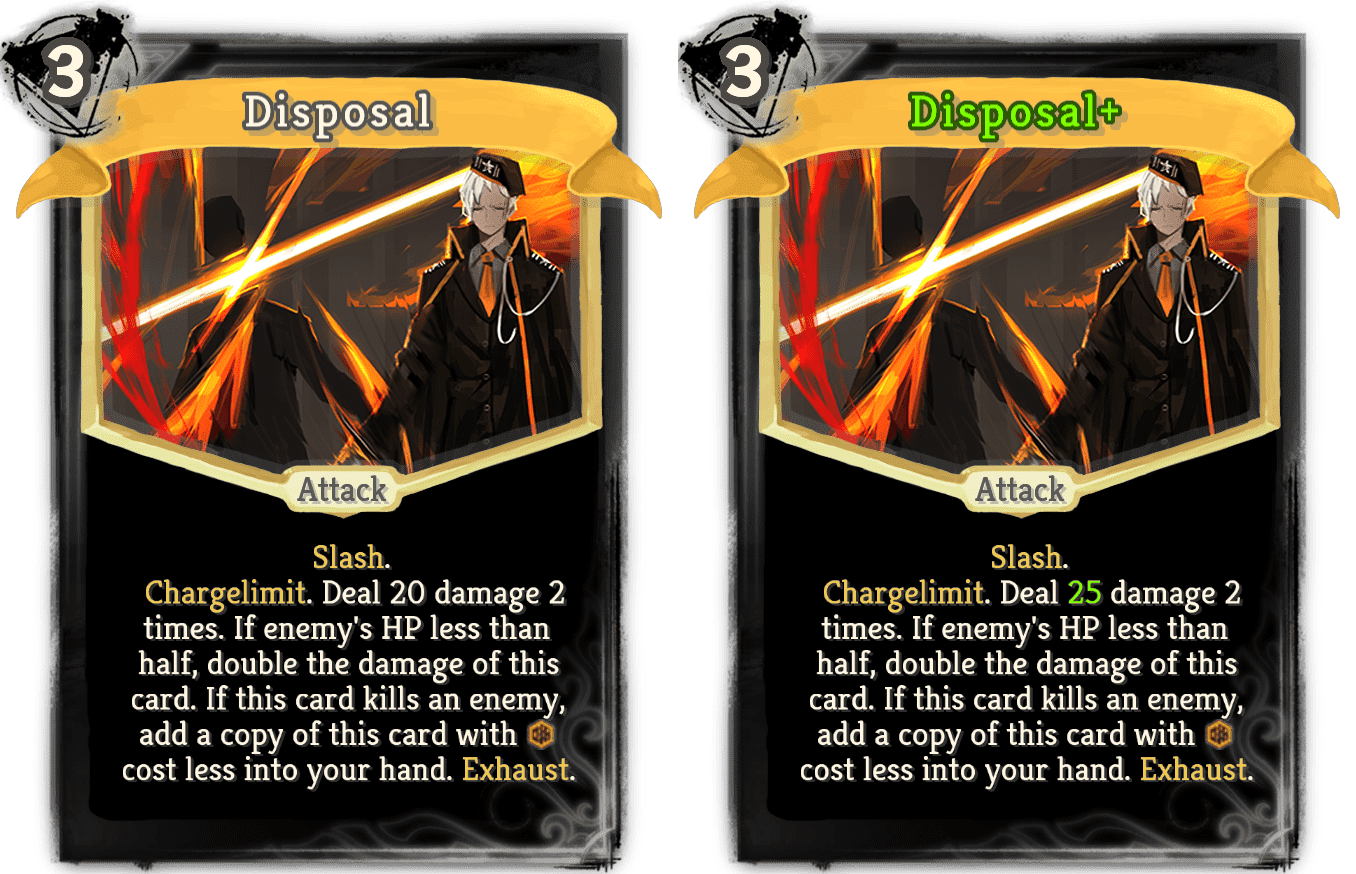 3
Disposal
Attack
Slash.
Chargelimit. Deal 20 damage 2
times. If enemy's HP less than
half, double the damage of this
card. If this card kills an enemy,
add a copy of this card with
cost less into your hand. Exhaust.
3
Disposal+
Attack
Slash.
Chargelimit. Deal 25 damage 2
times. If enemy's HP less than
half, double the damage of this
card. If this card kills an enemy,
add a copy of this card with
cost less into your hand. Exhaust.